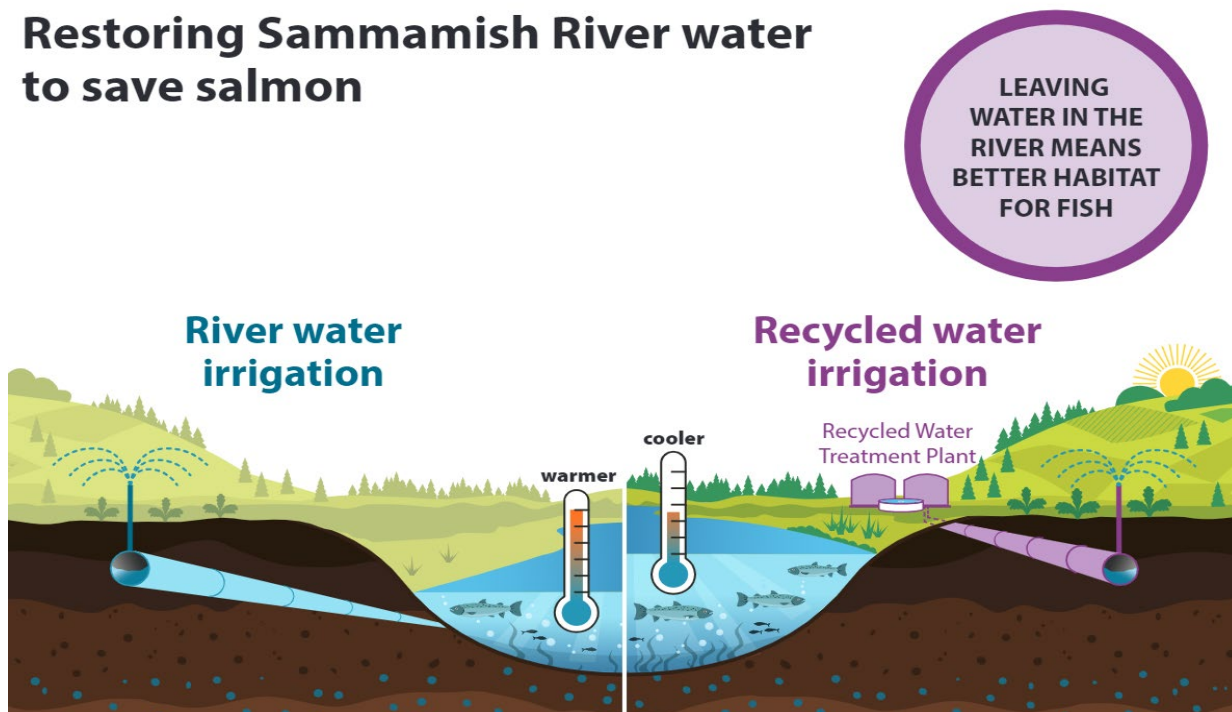 Restoring Sammamish River water
to save salmon
LEAVING
WATER IN THE
RIVER MEANS
BETTER HABITAT
FOR FISH
River water
irrigation
Recycled water
irrigation
warmer
cooler
Recycled Water
Treatment Plant